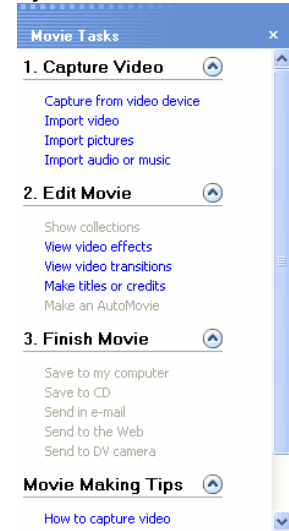 Movie Tasks
1. Capture Video
Capture from video device
Import video
Import pictures
Import audio or music
2. Edit Movie
Show collections
View video effects
View video transitions
Make titles or credits
Make an AutoMovie
3. Finish Movie
Save to my computer
Save to CD
Send in e-mail
Send to the Web
Send to DV camera
Movie Making Tips
How to capture video